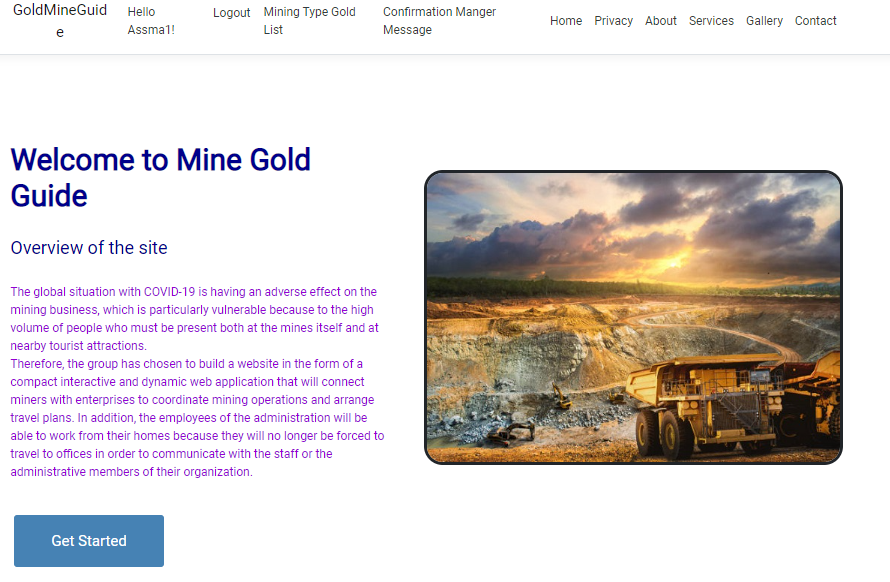 GoldMineGuid
e
Hello
Assma1!
Logout
Mining Type Gold
List
Confirmation Manger
Message
Home
Privacy
About
Services
Gallery
Contact
Welcome to Mine Gold
Guide
Overview of the site
The global situation with COVID-19 is having an adverse effect on the
mining business, which is particularly vulnerable because to the high
volume of people who must be present both at the mines itself and at
nearby tourist attractions.
Therefore, the group has chosen to build a website in the form of a
compact interactive and dynamic web application that will connect
miners with enterprises to coordinate mining operations and arrange
travel plans. In addition, the employees of the administration will be
able to work from their homes because they will no longer be forced to
travel to offices in order to communicate with the staff or the
administrative members of their organization.
Get Started